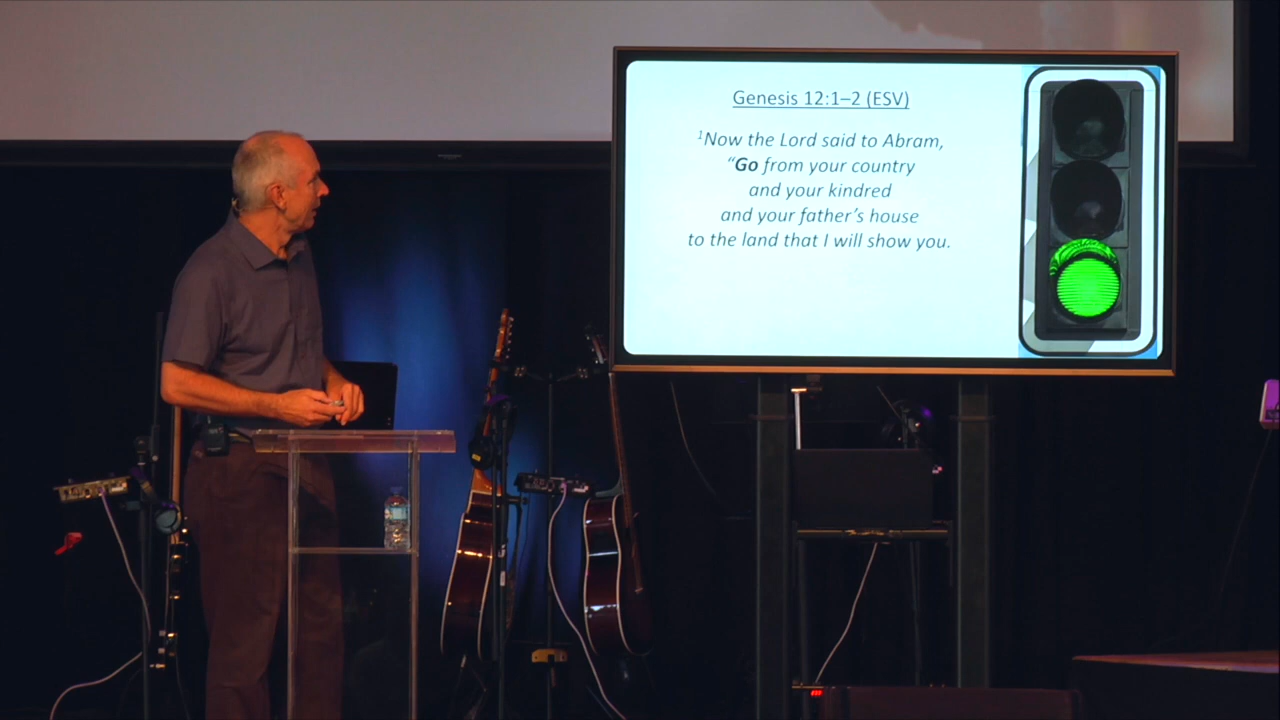 Genesis 12:1–2 (ESV)
¹Now the Lord said to Abram,
“Go from your country
and your kindred
and your father’s house
to the land that I will show you.